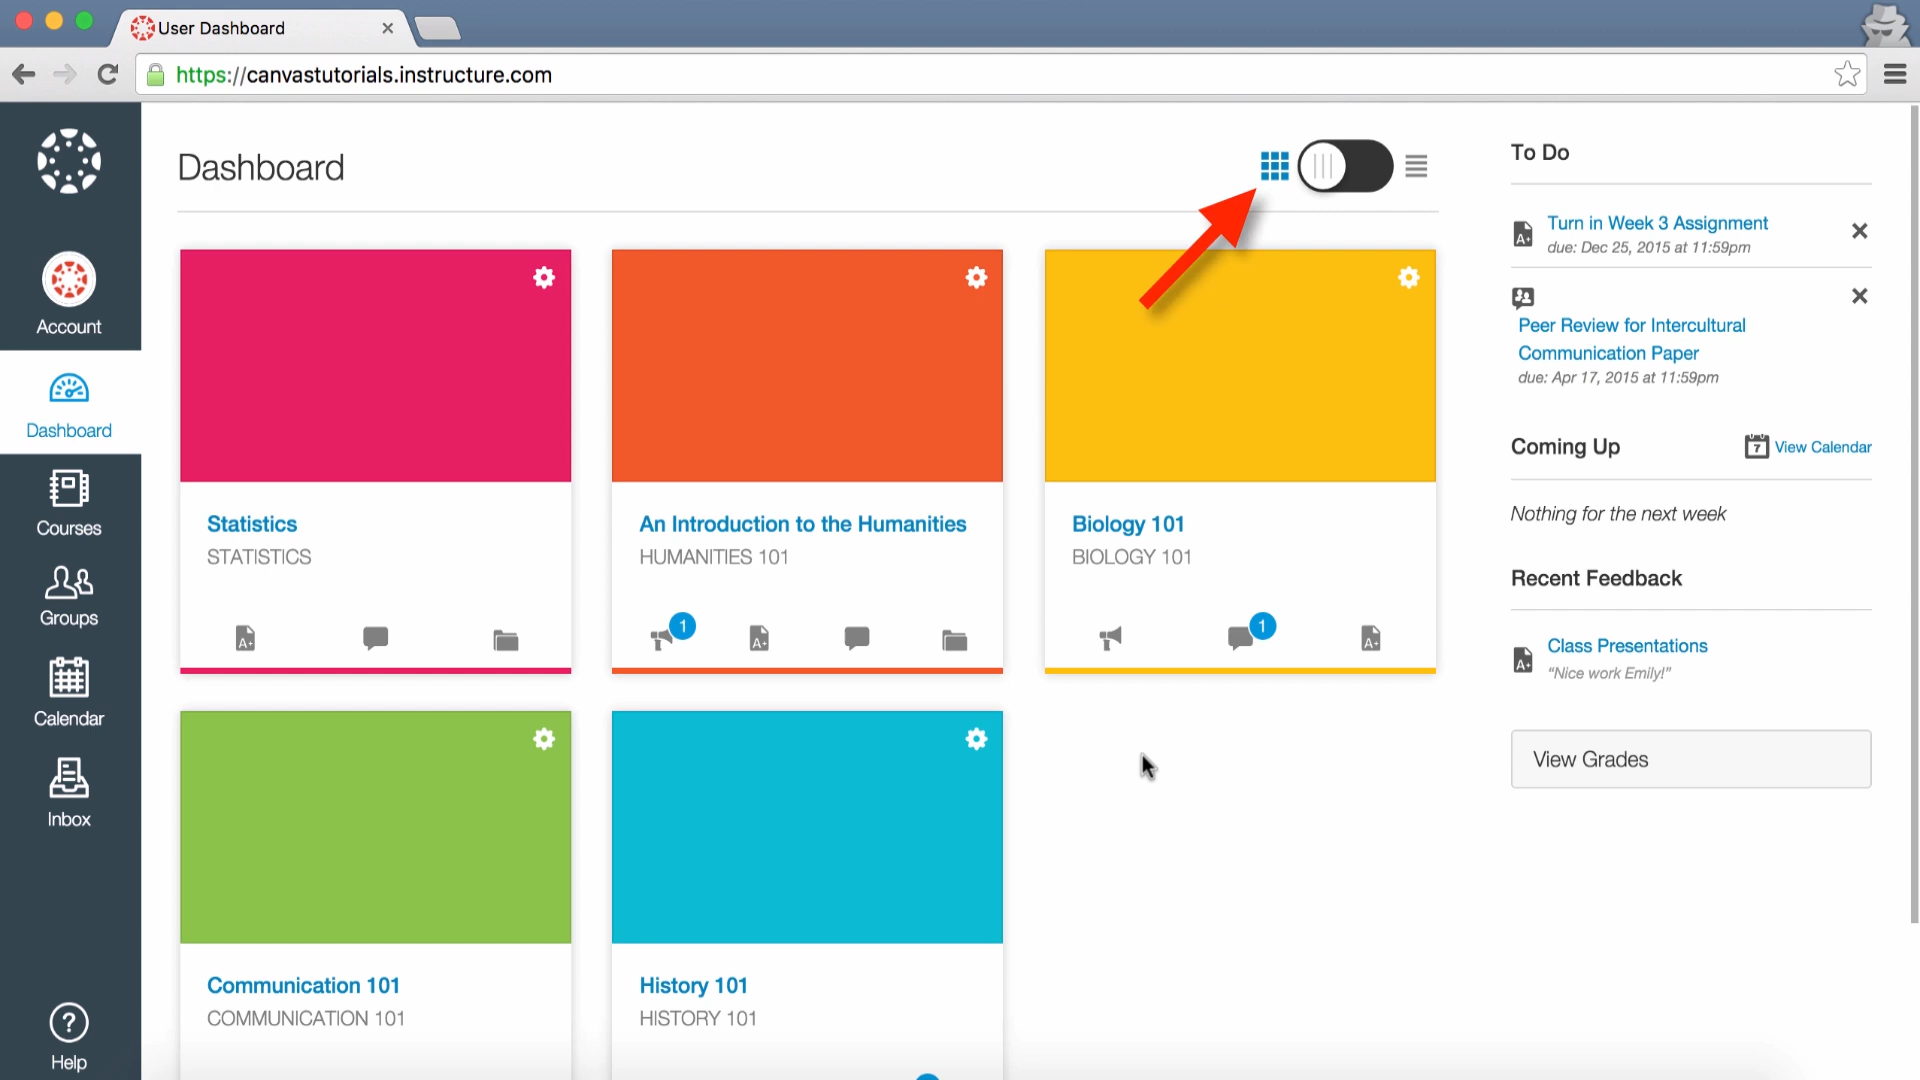 User Dashboard
https://canvastutorials.instructure.com
Account
Dashboard
Courses
Groups
Calendar
Inbox
Help
Dashboard
Statistics
STATISTICS
A+
An Introduction to the Humanities
HUMANITIES 101
1
A+
Biology 101
BIOLOGY 101
1
A+
Communication 101
COMMUNICATION 101
History 101
HISTORY 101
To Do
A+
Turn in Week 3 Assignment
due: Dec 25, 2015 at 11:59pm
Peer Review for Intercultural
Communication Paper
due: Apr 17, 2015 at 11:59pm
Coming Up
7 View Calendar
Nothing for the next week
Recent Feedback
A+
Class Presentations
“Nice work Emily!”
View Grades